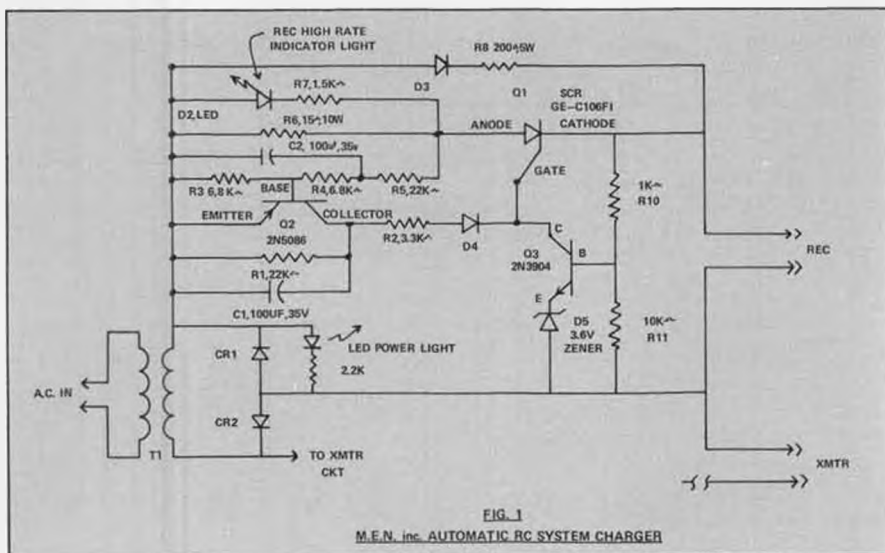 REC HIGH RATE
INDICATOR LIGHT
R8 200~5W
D3
R7,1.5K~
Q1
SCR
GE-C106FI
D2,LED
R6,15~,10W
ANODE
CATHODE
C2, 100uf,35v
GATE
BASE
R3 6,8K~
R4,6.8K~
R5,22K~
1K~
R10
EMITTER
COLLECTOR
Q2
2N5086
R2,3.3K~
D4
C
Q3
2N3904
B
REC
R1,22K~
C1,100UF,35V
E
D5
3.6V
ZENER
10K~
R11
CR1
LED POWER LIGHT
2.2K
A.C. IN
CR2
T1
TO XMTR
CKT
XMTR
FIG. 1
M.E.N. inc. AUTOMATIC RC SYSTEM CHARGER